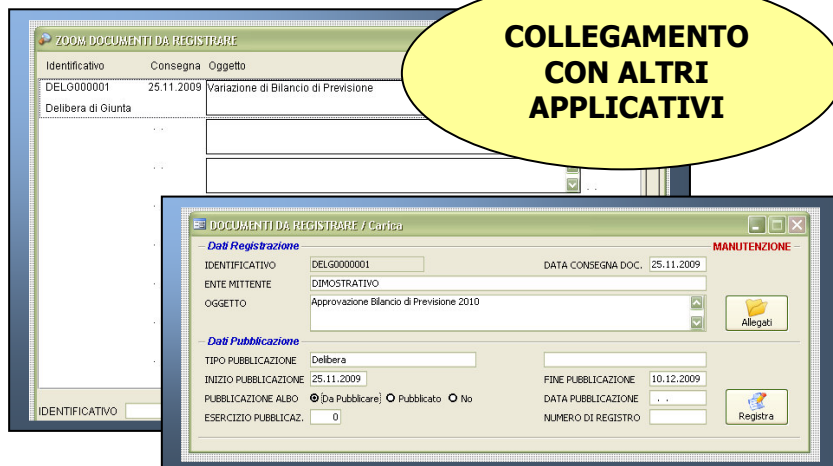 COLLEGAMENTO
CON ALTRI
APPLICATIVI
ZOOM DOCUMENTI DA REGISTRARE
Identificativo Consegna Oggetto
DELG000001 25.11.2009 Variazione di Bilancio di Previsione
Delibera di Giunta
. .
. .
. .
IDENTIFICATIVO
DOCUMENTI DA REGISTRARE / Carica
Dati Registrazione MANUTENZIONE
IDENTIFICATIVO DELG0000001 DATA CONSEGNA DOC. 25.11.2009
ENTE MITTENTE DIMOSTRATIVO
OGGETTO Approvazione Bilancio di Previsione 2010
Allegati
Dati Pubblicazione
TIPO PUBBLICAZIONE Delibera
INIZIO PUBBLICAZIONE 25.11.2009 FINE PUBBLICAZIONE 10.12.2009
PUBBLICAZIONE ALBO Da Pubblicare Pubblicato No DATA PUBBLICAZIONE . .
ESERCIZIO PUBBLICAZ. 0 NUMERO DI REGISTRO
Registra